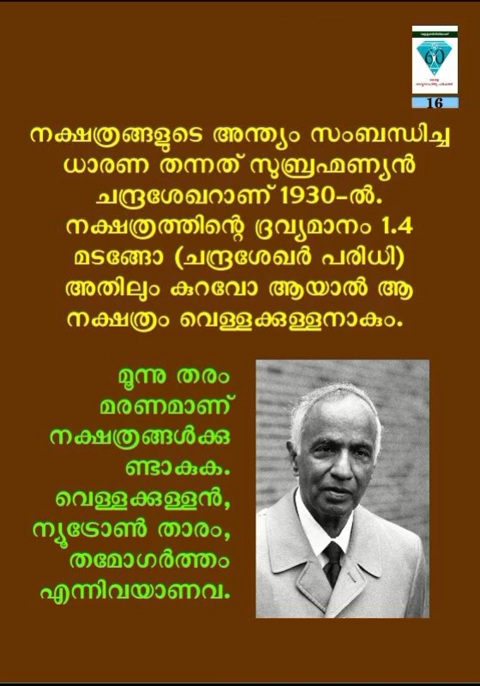 60
16
നക്ഷത്രങ്ങളുടെ അന്ത്യം സംബന്ധിച്ച
ധാരണ തന്നത് സുബ്രഹ്മണ്യൻ
ചന്ദ്രശേഖറാണ് 1930-ൽ.
നക്ഷത്രത്തിന്റെ ദ്രവ്യമാനം 1.4
മടങ്ങോ (ചന്ദ്രശേഖർ പരിധി)
അതിലും കുറവോ ആയാൽ ആ
നക്ഷത്രം വെള്ളക്കുള്ളനാകും.
മൂന്നു തരം
മരണമാണ്
നക്ഷത്രങ്ങൾക്കു
ണ്ടാകുക.
വെള്ളക്കുള്ളൻ,
ന്യൂട്രോൺ താരം,
തമോഗർത്തം
എന്നിവയാണവ.